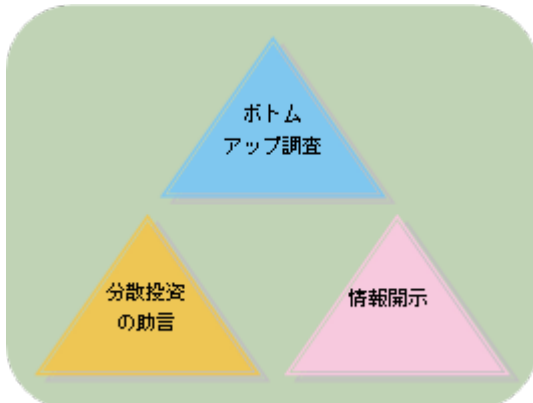 ボトム
アップ調査
分散投資
の助言
情報開示